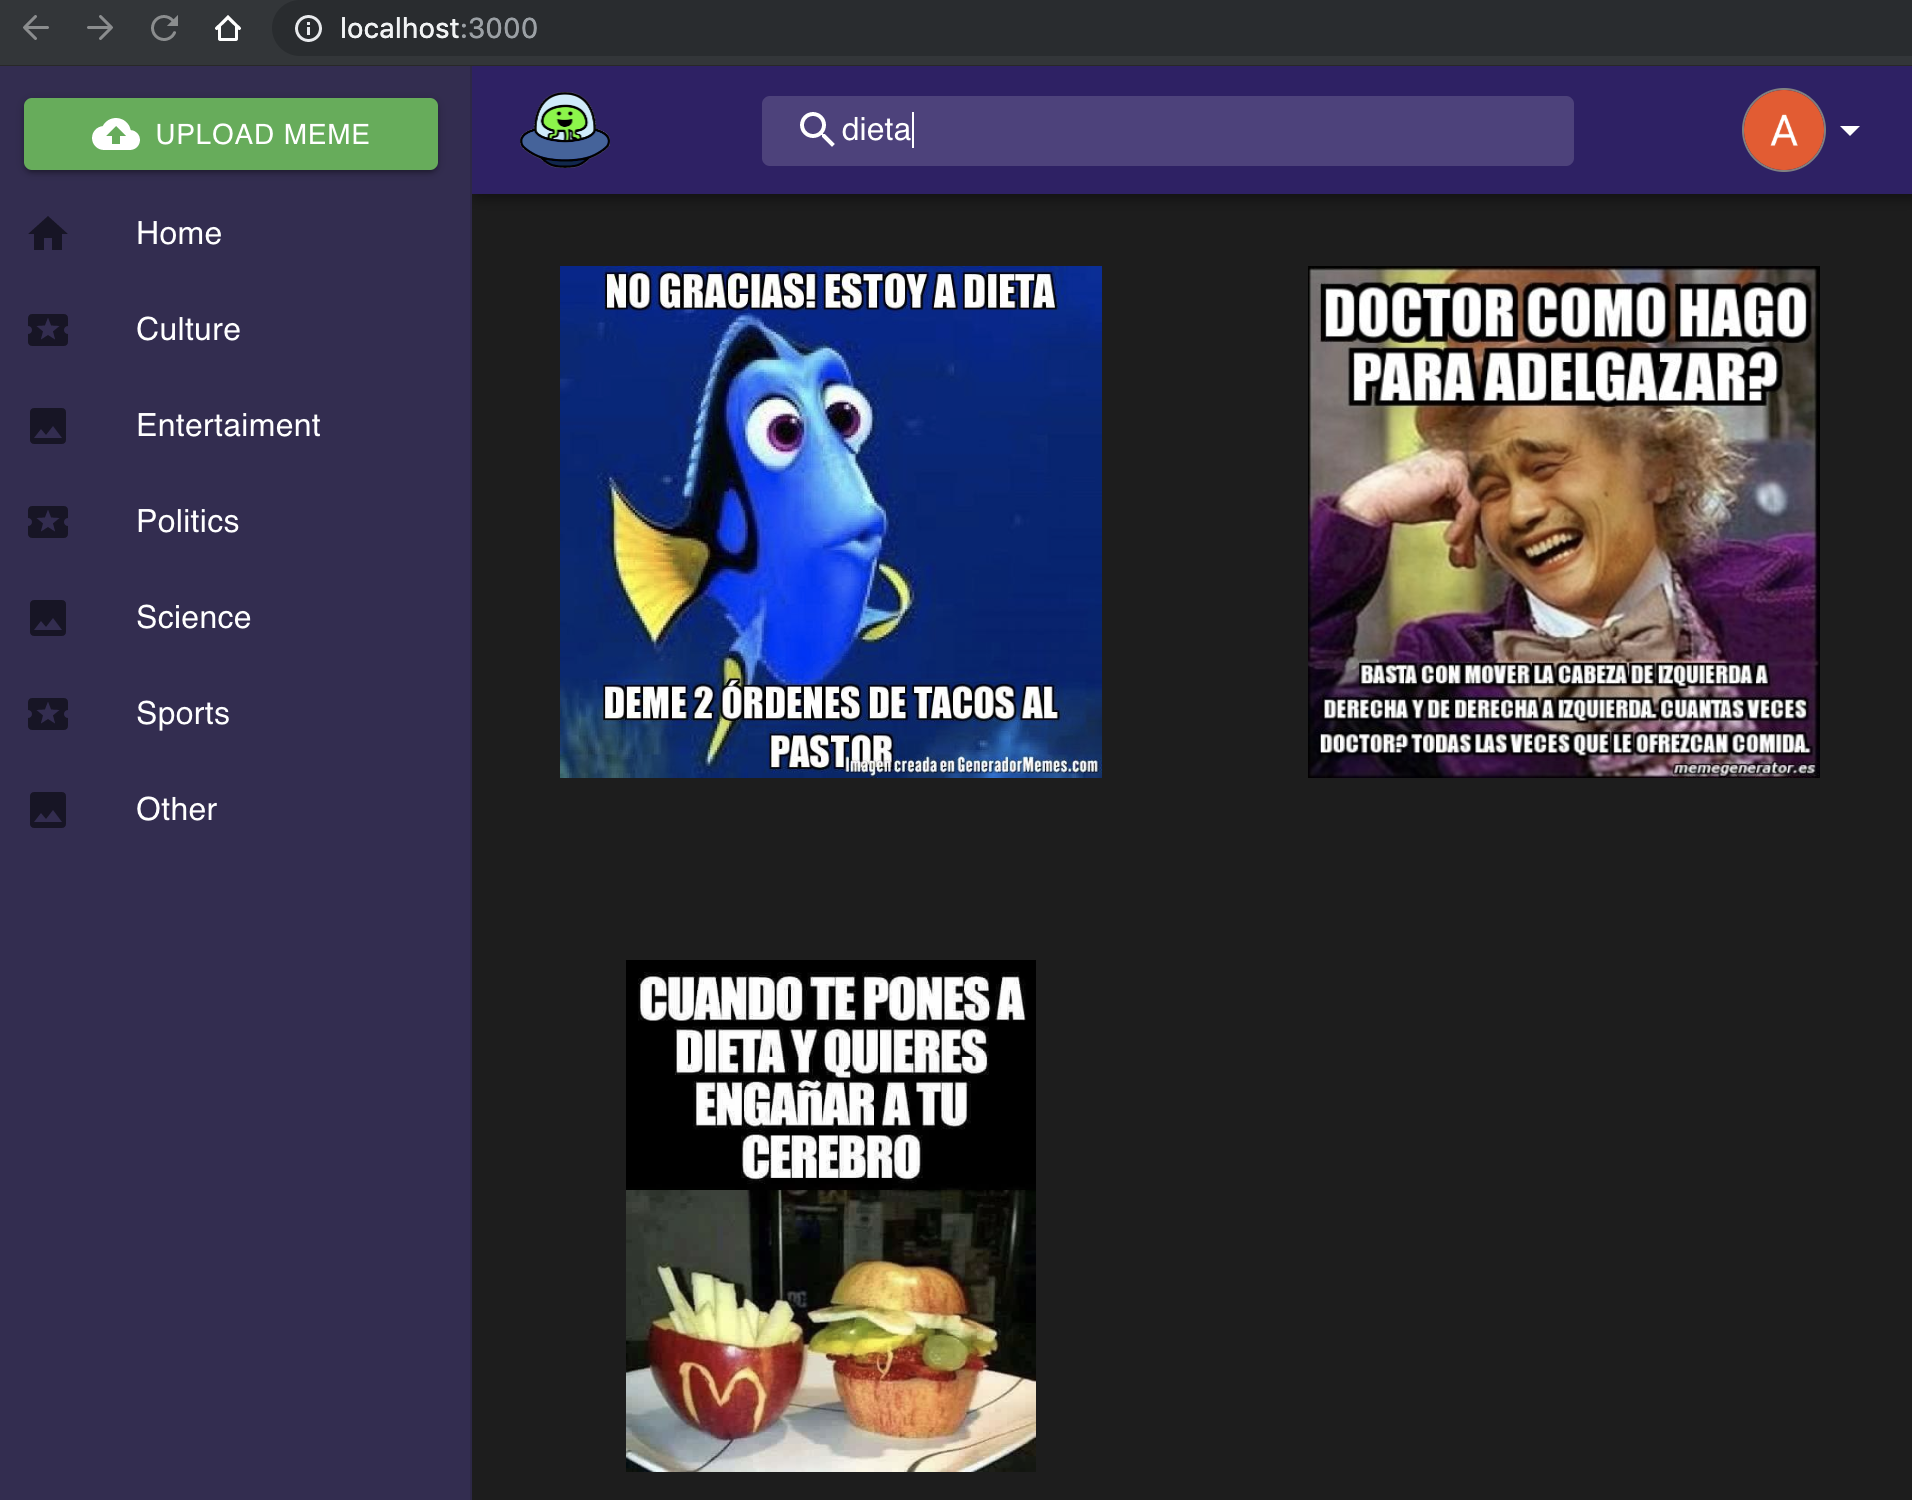 localhost:3000
UPLOAD MEME
dieta
A
Home
Culture
Entertaiment
Politics
Science
Sports
Other
NO GRACIAS! ESTOY A DIETA
DEME 2 ÓRDENES DE TACOS AL
PASTOR
Imagen creada en GeneradorMemes.com
DOCTOR COMO HAGO
PARA ADELGAZAR?
BASTA CON MOVER LA CABEZA DE IZQUIERDA A
DERECHA Y DE DERECHA A IZQUIERDA. CUANTAS VECES
DOCTOR? TODAS LAS VECES QUE LE OFREZCAN COMIDA.
memegenerator.es
CUANDO TE PONES A
DIETA Y QUIERES
ENGAñAR A TU
CEREBRO